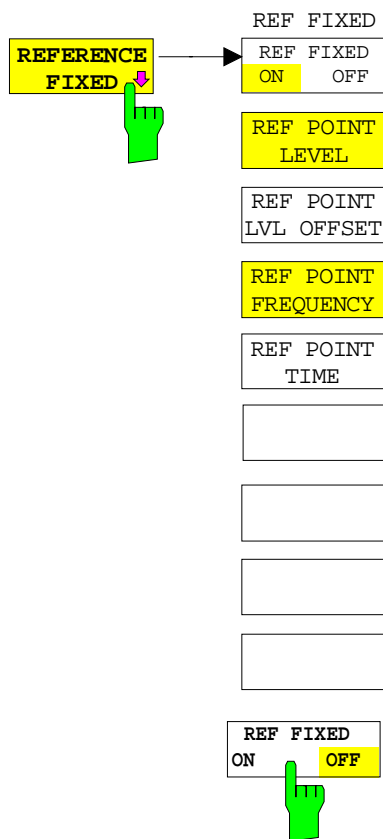 REF FIXED
REFERENCE
FIXED
REF FIXED
ON OFF
REF POINT
LEVEL
REF POINT
LVL OFFSET
REF POINT
FREQUENCY
REF POINT
TIME
REF FIXED
ON OFF